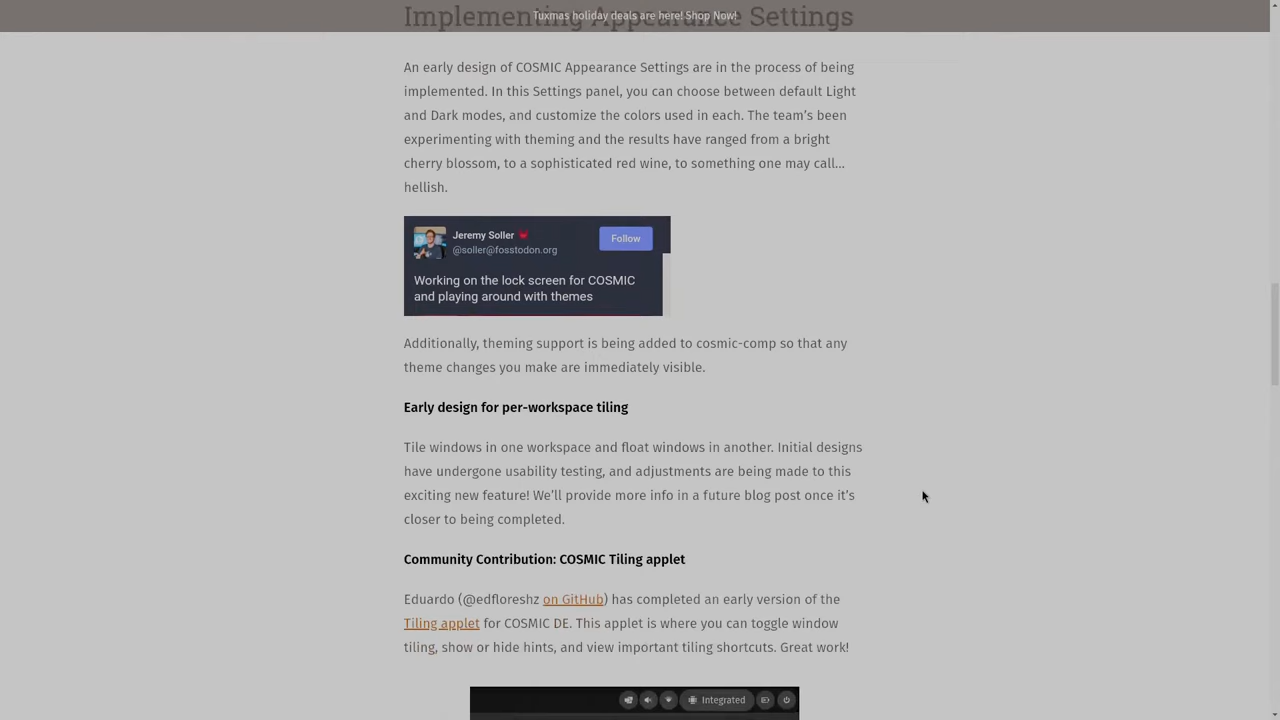 Implementing Appearance Settings
Tuxmas holiday deals are here! Shop Now!
An early design of COSMIC Appearance Settings are in the process of being
implemented. In this Settings panel, you can choose between default Light
and Dark modes, and customize the colors used in each. The team’s been
experimenting with theming and the results have ranged from a bright
cherry blossom, to a sophisticated red wine, to something one may call…
hellish.
Jeremy Soller
@soller@fosstodon.org
Follow
Working on the lock screen for COSMIC
and playing around with themes
Additionally, theming support is being added to cosmic-comp so that any
theme changes you make are immediately visible.
Early design for per-workspace tiling
Tile windows in one workspace and float windows in another. Initial designs
have undergone usability testing, and adjustments are being made to this
exciting new feature! We’ll provide more info in a future blog post once it’s
closer to being completed.
Community Contribution: COSMIC Tiling applet
Eduardo (@edfloreshz on GitHub) has completed an early version of the
Tiling applet for COSMIC DE. This applet is where you can toggle window
tiling, show or hide hints, and view important tiling shortcuts. Great work!
Integrated